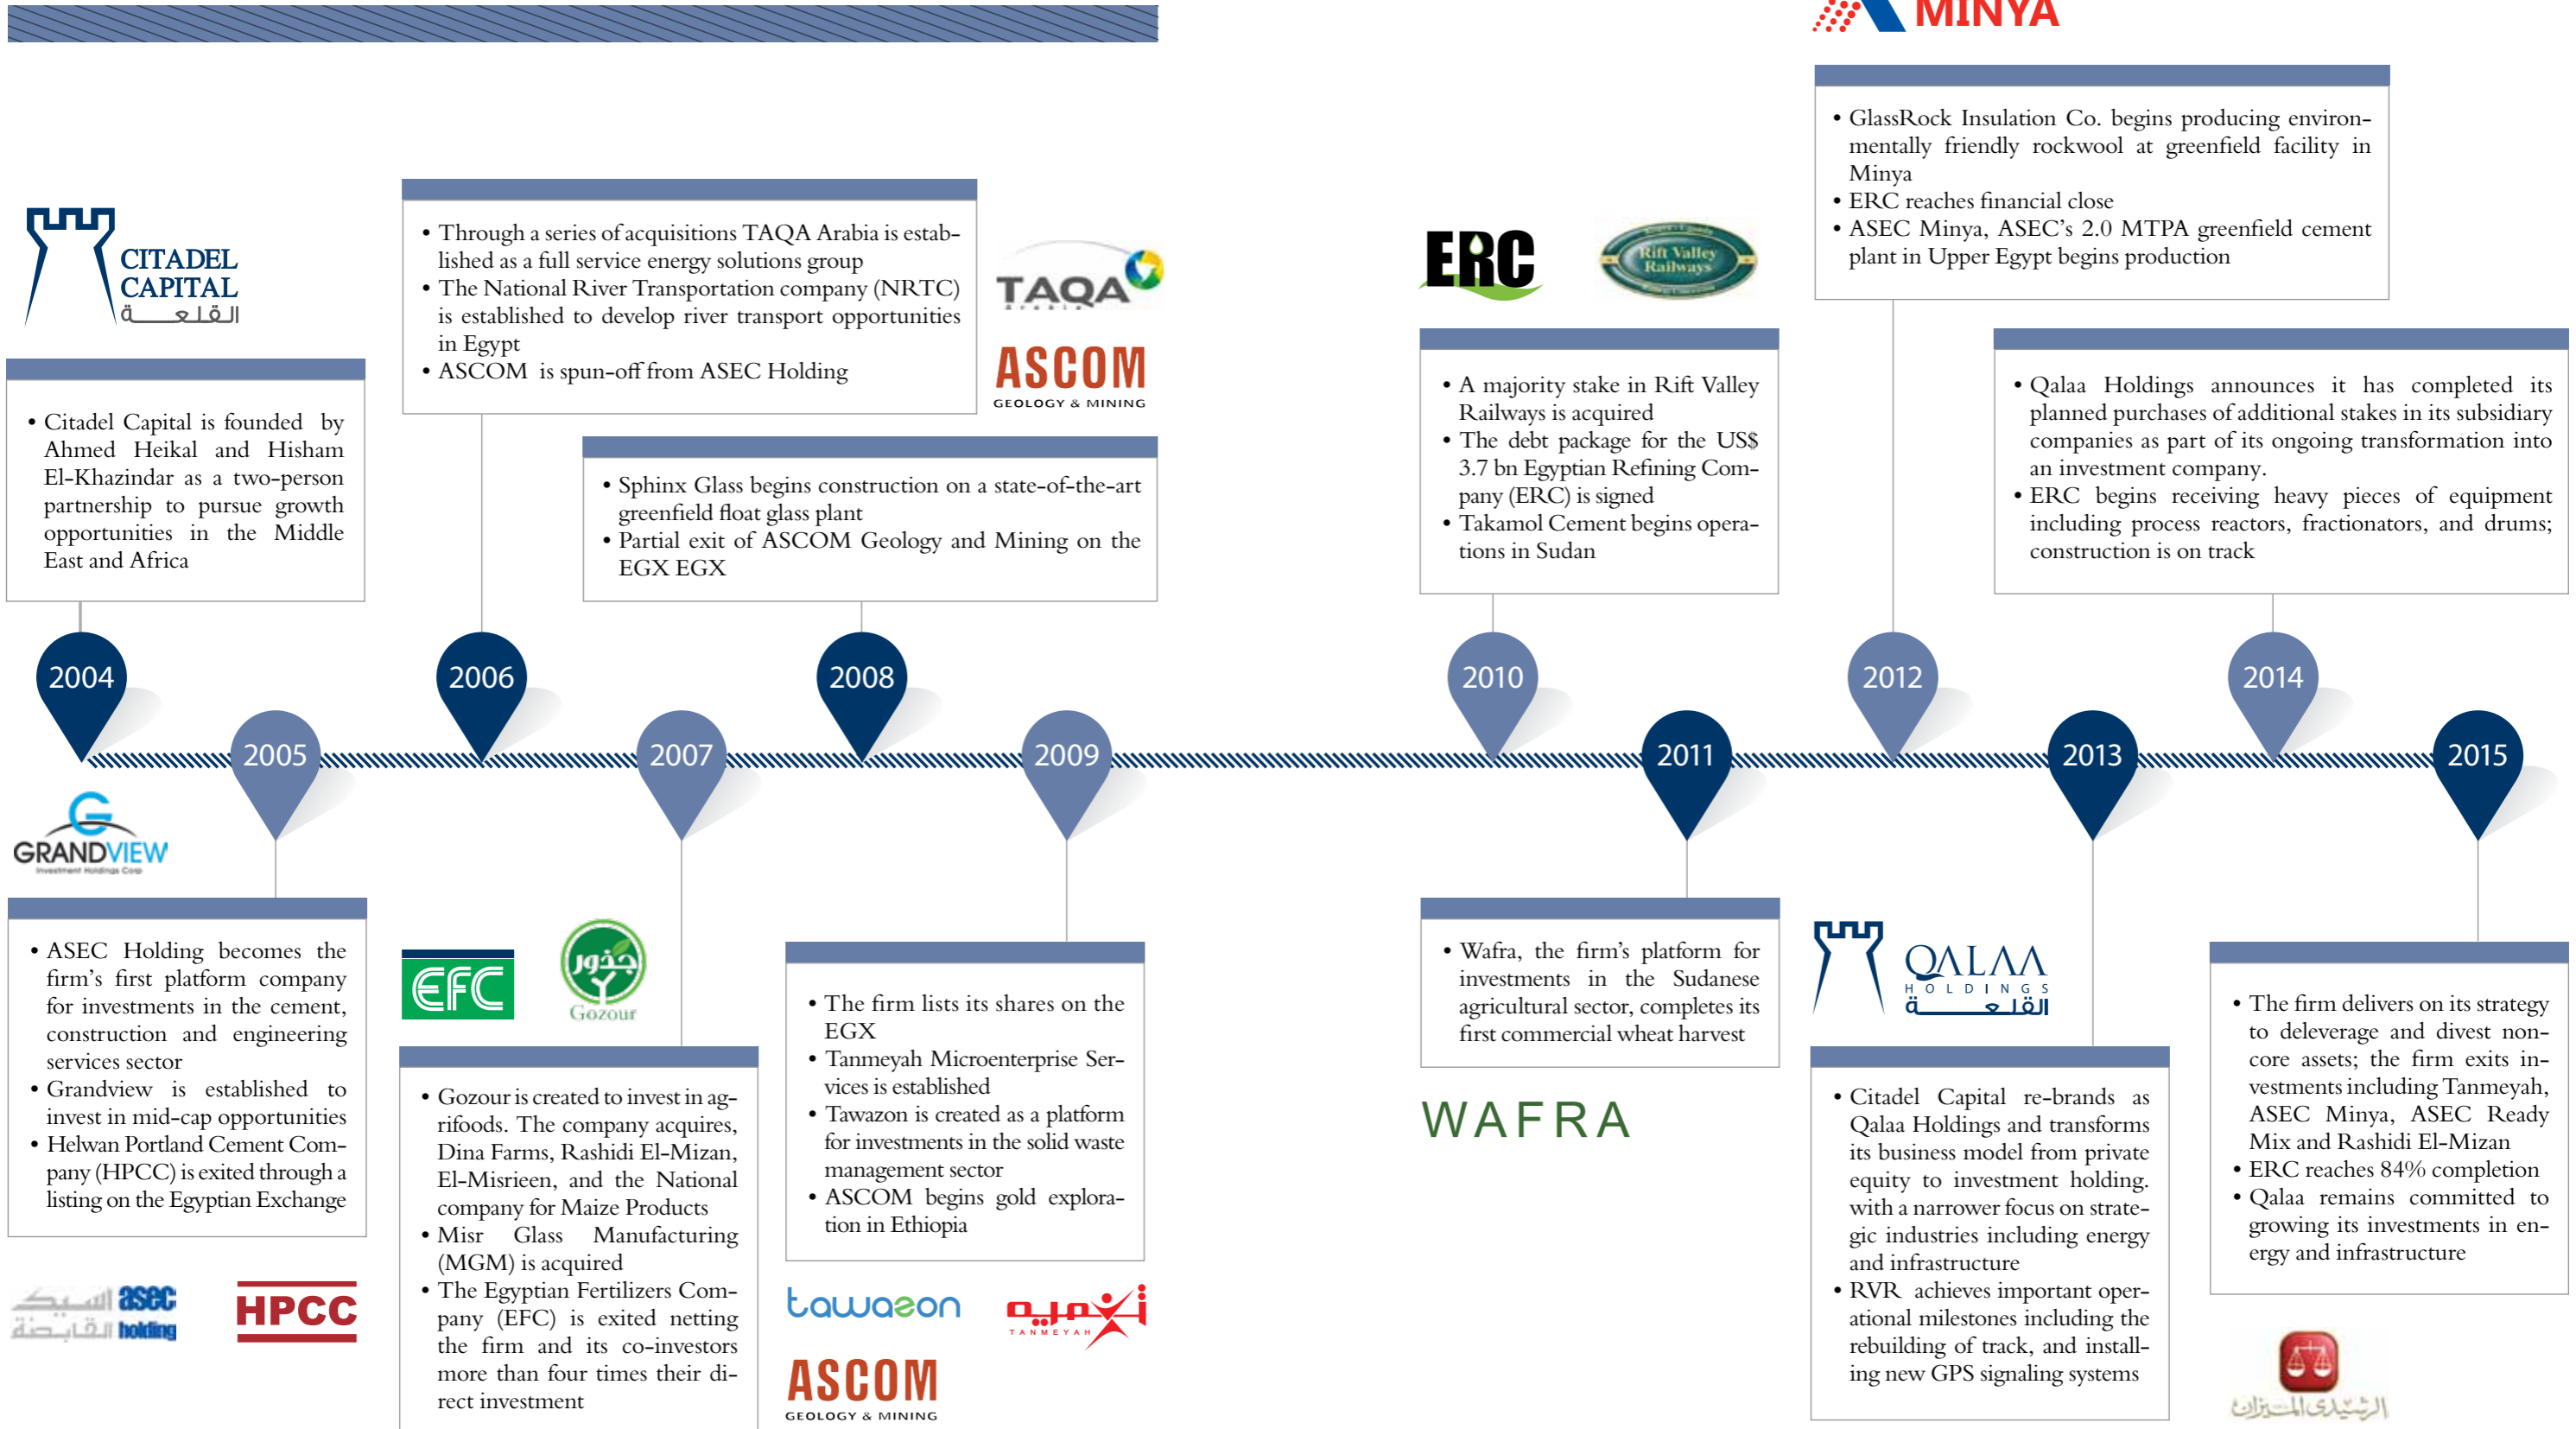 MINYA
CITADEL
CAPITAL
القلعة
• Citadel Capital is founded by
Ahmed Heikal and Hisham
El-Khazindar as a two-person
partnership to pursue growth
opportunities in the Middle
East and Africa
• Through a series of acquisitions TAQA Arabia is estab-
lished as a full service energy solutions group
• The National River Transportation company (NRTC)
is established to develop river transport opportunities
in Egypt
• ASCOM is spun-off from ASEC Holding
TAQA
Arabia
ASCOM
GEOLOGY & MINING
• Sphinx Glass begins construction on a state-of-the-art
greenfield float glass plant
• Partial exit of ASCOM Geology and Mining on the
EGX EGX
ERC
Rift Valley
Railways
• A majority stake in Rift Valley
Railways is acquired
• The debt package for the US$
3.7 bn Egyptian Refining Com-
pany (ERC) is signed
• Takamol Cement begins opera-
tions in Sudan
• GlassRock Insulation Co. begins producing environ-
mentally friendly rockwool at greenfield facility in
Minya
• ERC reaches financial close
• ASEC Minya, ASEC's 2.0 MTPA greenfield cement
plant in Upper Egypt begins production
• Qalaa Holdings announces it has completed its
planned purchases of additional stakes in its subsidiary
companies as part of its ongoing transformation into
an investment company.
• ERC begins receiving heavy pieces of equipment
including process reactors, fractionators, and drums;
construction is on track
2004
2005
2006
2007
2008
2009
2010
2011
2012
2013
2014
2015
GRANDVIEW
Investment Holdings Corp
• ASEC Holding becomes the
firm's first platform company
for investments in the cement,
construction and engineering
services sector
• Grandview is established to
invest in mid-cap opportunities
• Helwan Portland Cement Com-
pany (HPCC) is exited through a
listing on the Egyptian Exchange
اسيك asec
القابضة holding
HPCC
EFC
جذور
Gozour
• Gozour is created to invest in ag-
rifoods. The company acquires,
Dina Farms, Rashidi El-Mizan,
El-Misrieen, and the National
company for Maize Products
• Misr Glass Manufacturing
(MGM) is acquired
• The Egyptian Fertilizers Com-
pany (EFC) is exited netting
the firm and its co-investors
more than four times their di-
rect investment
• The firm lists its shares on the
EGX
• Tanmeyah Microenterprise Ser-
vices is established
• Tawazon is created as a platform
for investments in the solid waste
management sector
• ASCOM begins gold explora-
tion in Ethiopia
tawazon
تنميه
TANMEYAH
ASCOM
GEOLOGY & MINING
• Wafra, the firm's platform for
investments in the Sudanese
agricultural sector, completes its
first commercial wheat harvest
WAFRA
QALAA
HOLDINGS
القلعة
• Citadel Capital re-brands as
Qalaa Holdings and transforms
its business model from private
equity to investment holding.
with a narrower focus on strate-
gic industries including energy
and infrastructure
• RVR achieves important oper-
ational milestones including the
rebuilding of track, and install-
ing new GPS signaling systems
• The firm delivers on its strategy
to deleverage and divest non-
core assets; the firm exits in-
vestments including Tanmeyah,
ASEC Minya, ASEC Ready
Mix and Rashidi El-Mizan
• ERC reaches 84% completion
• Qalaa remains committed to
growing its investments in en-
ergy and infrastructure
الرشيدى الميزان